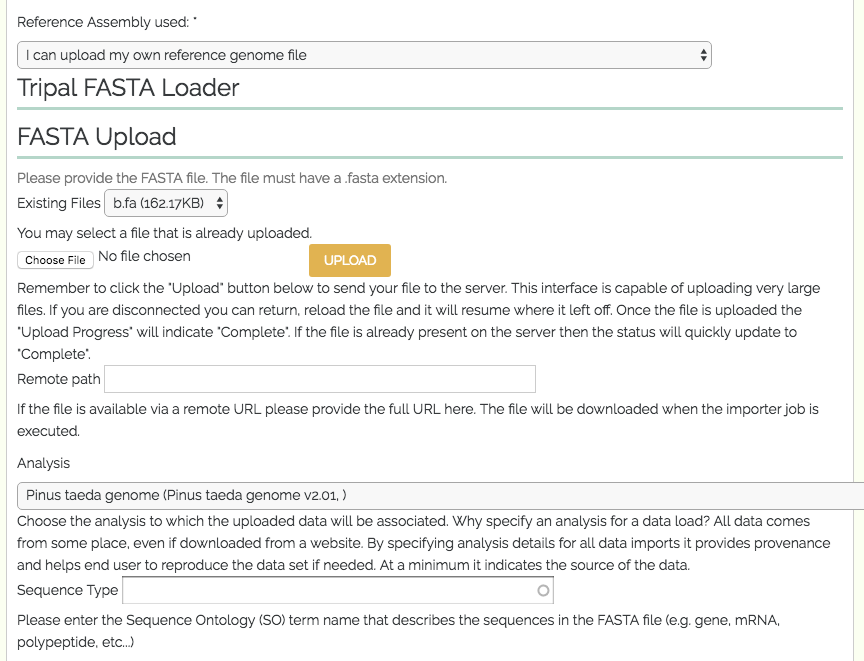 Reference Assembly used: *
I can upload my own reference genome file
Tripal FASTA Loader
FASTA Upload
Please provide the FASTA file. The file must have a .fasta extension.
Existing Files b.fa (162.17KB)
You may select a file that is already uploaded.
Choose File No file chosen UPLOAD
Remember to click the "Upload" button below to send your file to the server. This interface is capable of uploading very large
files. If you are disconnected you can return, reload the file and it will resume where it left off. Once the file is uploaded the
"Upload Progress" will indicate "Complete". If the file is already present on the server then the status will quickly update to
"Complete".
Remote path
If the file is available via a remote URL please provide the full URL here. The file will be downloaded when the importer job is
executed.
Analysis
Pinus taeda genome (Pinus taeda genome v2.01, )
Choose the analysis to which the uploaded data will be associated. Why specify an analysis for a data load? All data comes
from some place, even if downloaded from a website. By specifying analysis details for all data imports it provides provenance
and helps end user to reproduce the data set if needed. At a minimum it indicates the source of the data.
Sequence Type
Please enter the Sequence Ontology (SO) term name that describes the sequences in the FASTA file (e.g. gene, mRNA,
polypeptide, etc...)